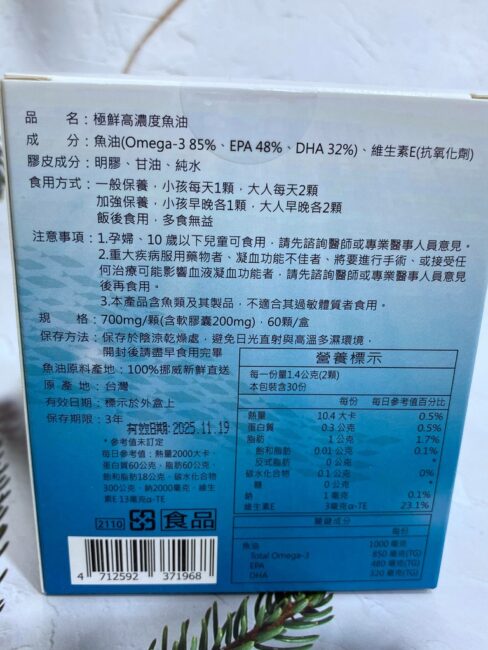 品　　名：極鮮高濃度魚油
成　　分：魚油(Omega-3 85%、EPA 48%、DHA 32%)、維生素E(抗氧化劑)
膠皮成分：明膠、甘油、純水
食用方式：一般保養，小孩每天1顆，大人每天2顆
加強保養，小孩早晚各1顆，大人早晚各2顆
飯後食用，多食無益
注意事項：1.孕婦、10歲以下兒童可食用，請先諮詢醫師或專業醫事人員意見。
2.重大疾病服用藥物者、凝血功能不佳者、將要進行手術、或接受任
何治療可能影響血液凝血功能者，請先諮詢醫師或專業醫事人員意見
後再食用。
3.本產品含魚類及其製品，不適合其過敏體質者食用。
規　　格：700mg/顆(含軟膠囊200mg)，60顆/盒
保存方法：保存於陰涼乾燥處，避免日光直射與高溫多濕環境，
開封後請盡早食用完畢
魚油原料產地：100%挪威新鮮直送
原 產 地：台灣
有效日期：標示於外盒上
保存期限：3年
有效日期:2025.11.19
*參考值未訂定
每日參考值：熱量2000大卡
蛋白質60公克，脂肪60公克，
飽和脂肪18公克，碳水化合物
300公克，鈉2000毫克，維生
素E 13毫克α-TE
2110 食品
4 712592 371968
營養標示
每一份量1.4公克(2顆)
本包裝含30份
每份 每日參考值百分比
熱量 10.4 大卡 0.5%
蛋白質 0.3 公克 0.5%
脂肪 1 公克 1.7%
飽和脂肪 0.01 公克 0.1%
反式脂肪 0 公克 *
碳水化合物 0.1 公克 0%
糖 0 公克 *
鈉 1 毫克 0.1%
維生素E 3毫克α-TE 23.1%
關鍵成分
每份
魚油 1000 毫克
Total Omega-3 850 毫克(TG)
EPA 480 毫克(TG)
DHA 320 毫克(TG)